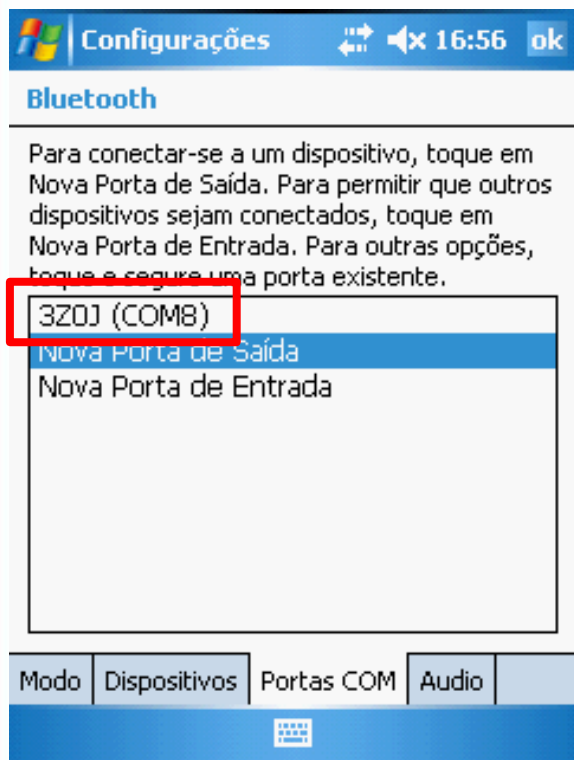 Configurações 16:56 ok
Bluetooth
Para conectar-se a um dispositivo, toque em
Nova Porta de Saída. Para permitir que outros
dispositivos sejam conectados, toque em
Nova Porta de Entrada. Para outras opções,
toque e segure uma porta existente.
3Z0J (COM8)
Nova Porta de Saída
Nova Porta de Entrada
Modo Dispositivos Portas COM Audio